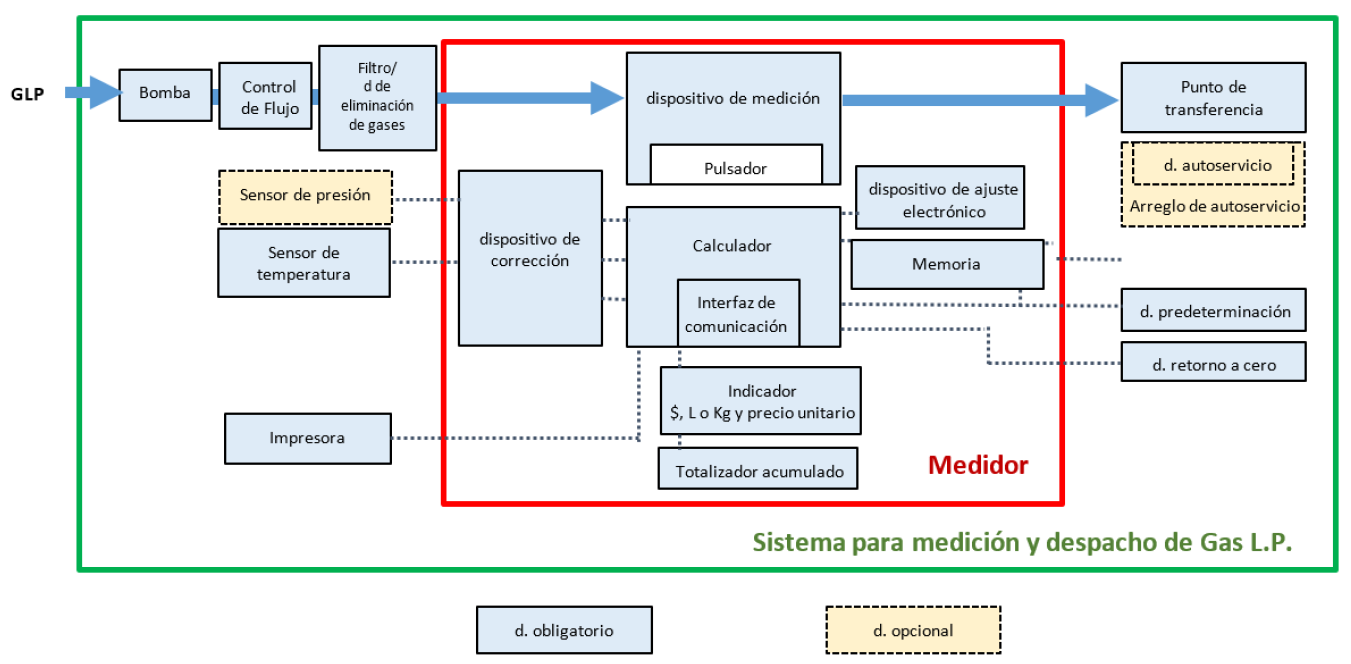 GLP
Bomba
Control
de Flujo
Filtro/
d de
eliminación
de gases
dispositivo de medición
Pulsador
Punto de
transferencia
d. autoservicio
Arreglo de autoservicio
Sensor de presión
Sensor de
temperatura
dispositivo de
corrección
Calculador
Interfaz de
comunicación
dispositivo de ajuste
electrónico
Memoria
d. predeterminación
d. retorno a cero
Indicador
$, L o Kg y precio unitario
Impresora
Totalizador acumulado
Medidor
Sistema para medición y despacho de Gas L.P.
d. obligatorio
d. opcional